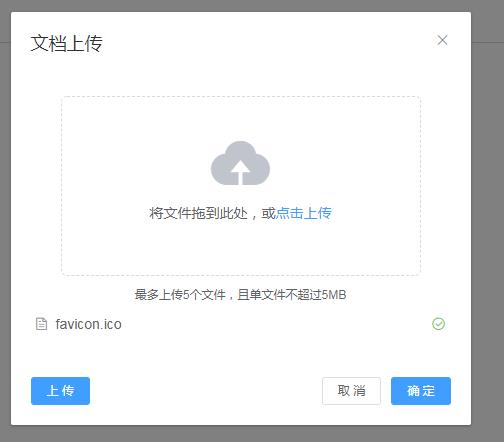 文档上传
将文件拖到此处，或点击上传
最多上传5个文件，且单文件不超过5MB
favicon.ico
上传 取消 确定